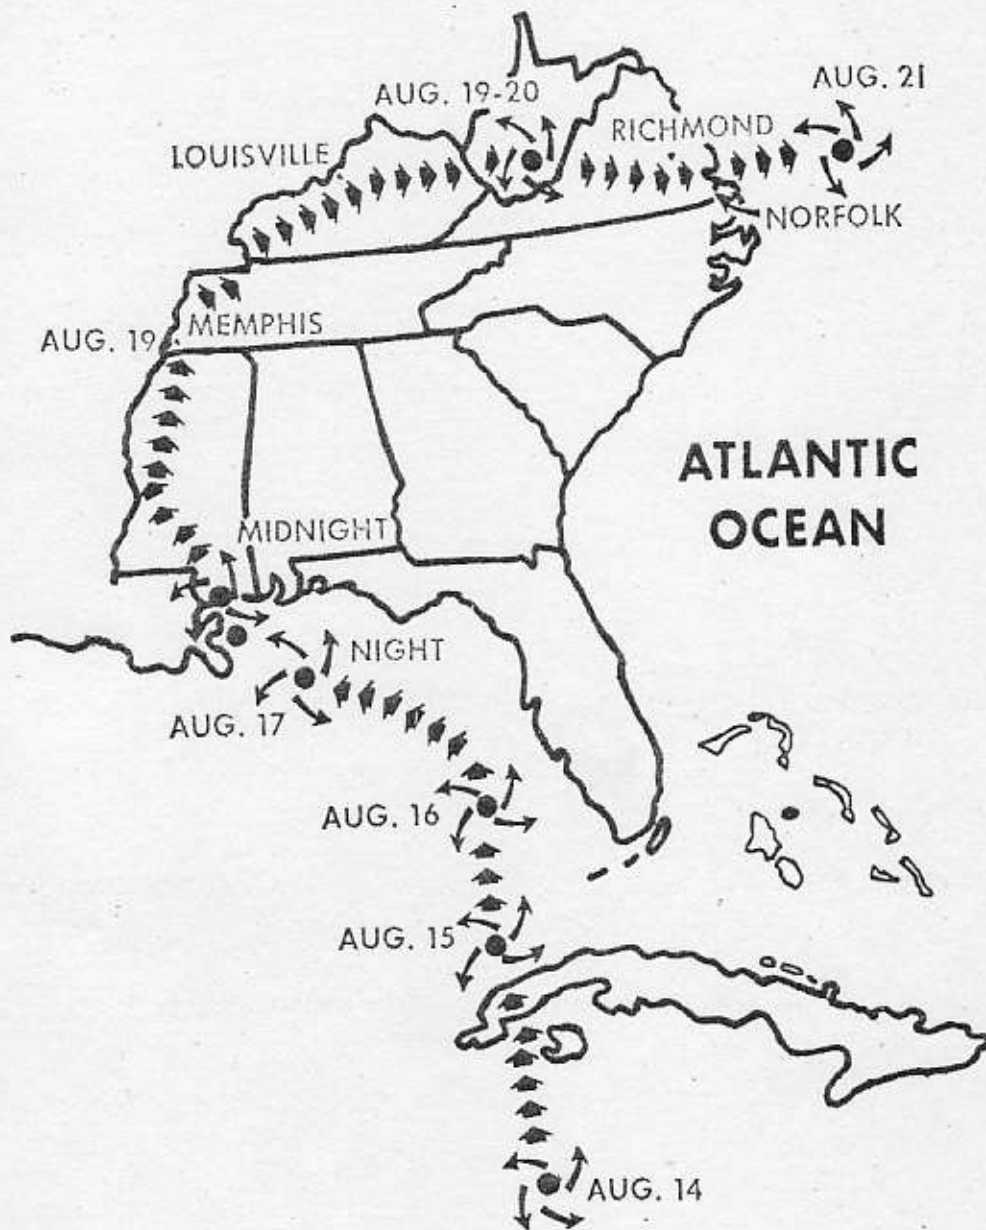 AUG. 21
AUG. 19-20
RICHMOND
LOUISVILLE
NORFOLK
MEMPHIS
AUG. 19
ATLANTIC
OCEAN
MIDNIGHT
NIGHT
AUG. 17
AUG. 16
AUG. 15
AUG. 14